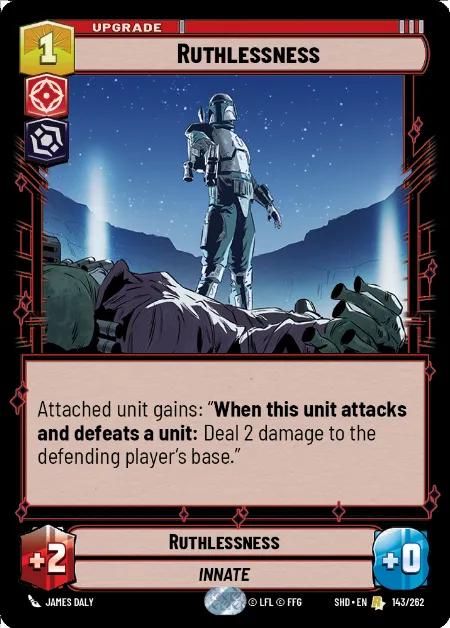 UPGRADE
1
RUTHLESSNESS
Attached unit gains: “When this unit attacks
and defeats a unit: Deal 2 damage to the
defending player’s base.”
+2
RUTHLESSNESS
+0
INNATE
JAMES DALY
© LFL © FFG
SHD • EN
143/262